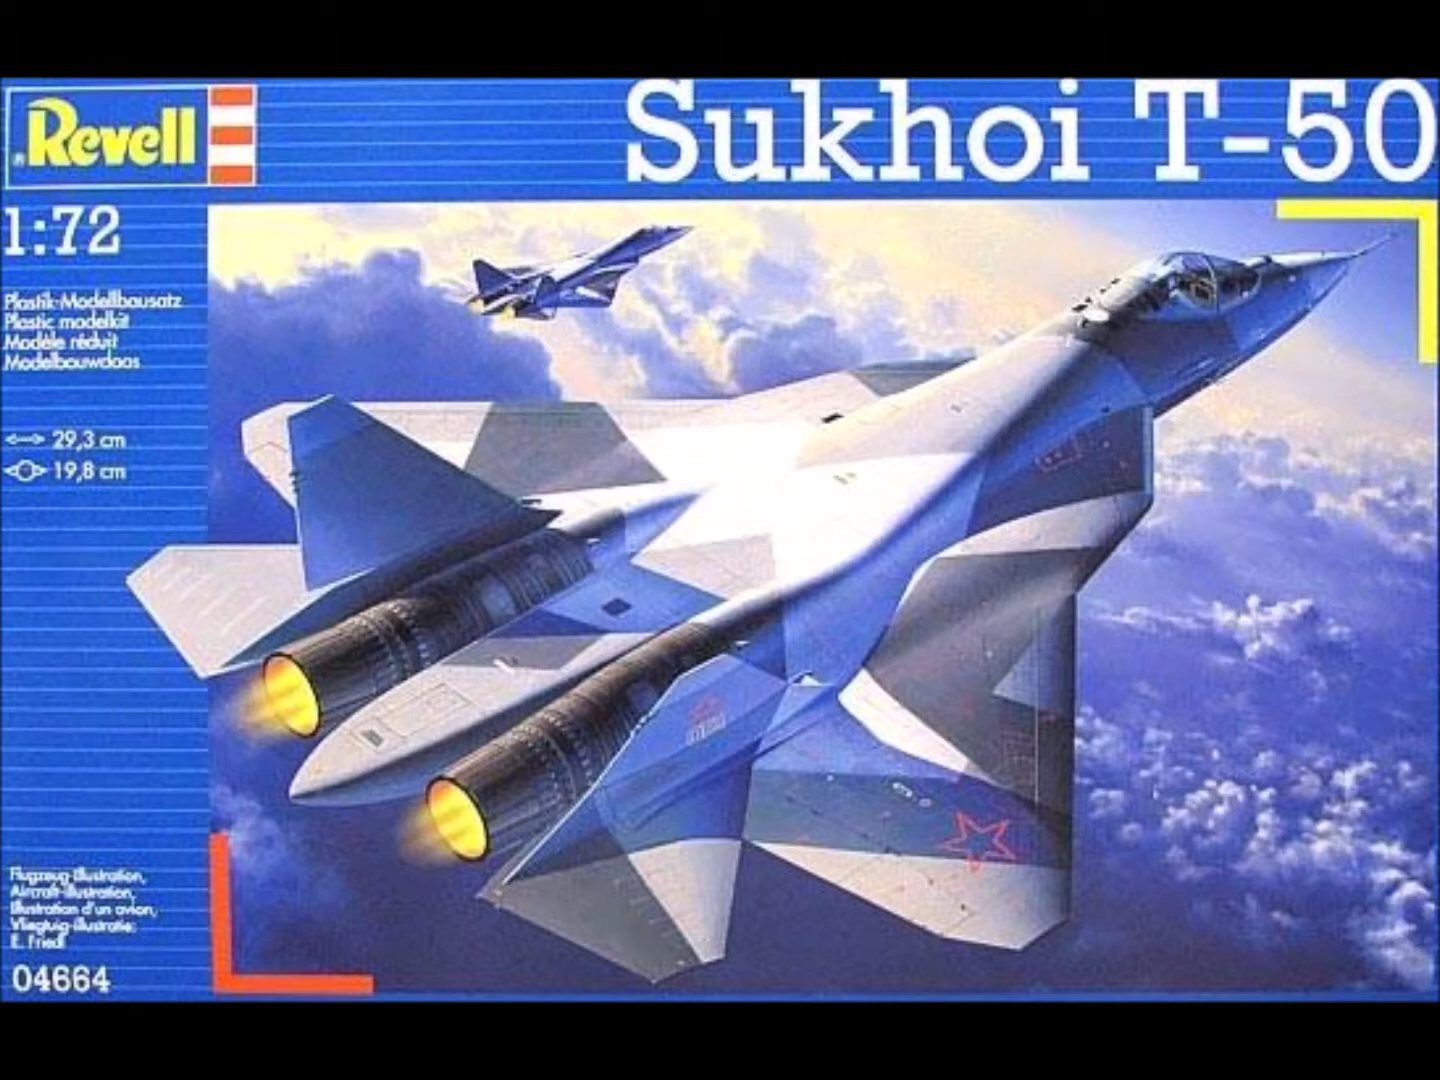 Revell
Sukhoi T-50
1:72
Plastik-Modellbausatz
Plastic modelkit
Modèle réduit
Modelbouwdoos
29,3 cm
19,8 cm
Flugzeug-Illustration,
Aircraft-illustration,
Illustration d'un avion,
Vliegtuig-illustratie:
E. Friedl
04664